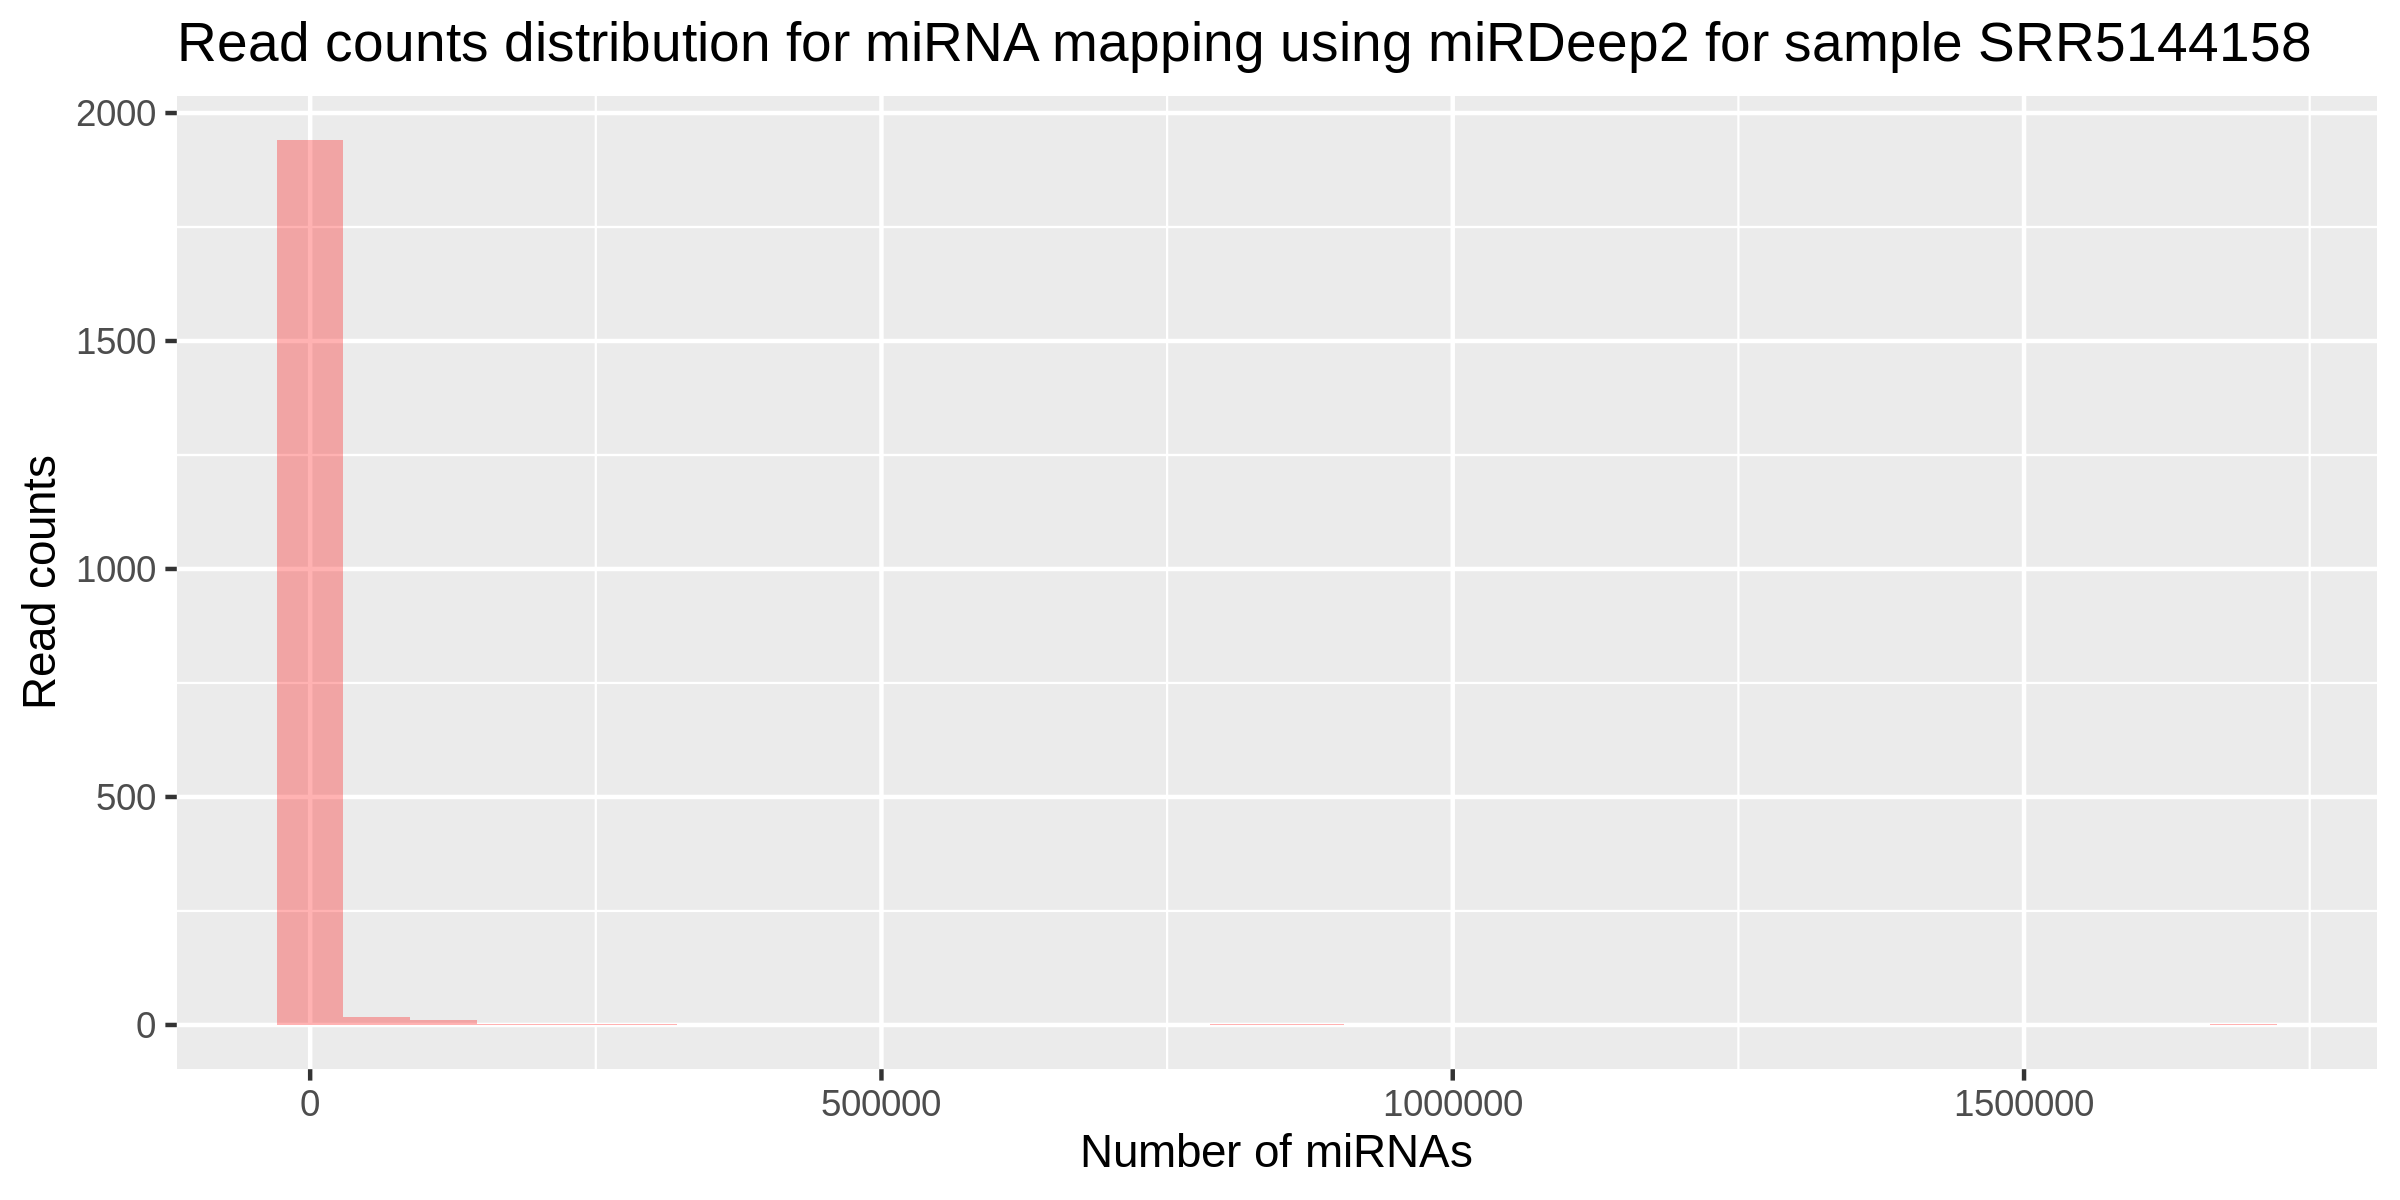 Read counts distribution for miRNA mapping using miRDeep2 for sample SRR5144158
2000
1500
1000
500
0
Read counts
0 500000 1000000 1500000
Number of miRNAs